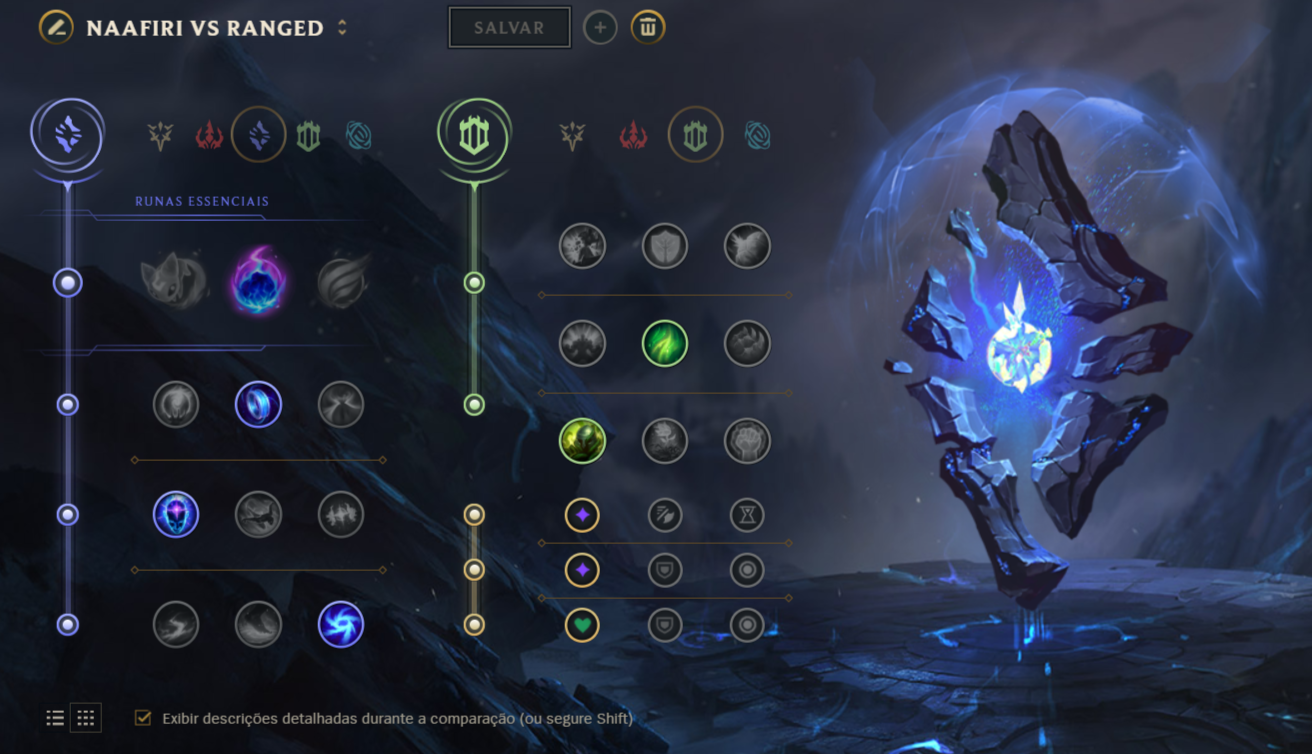 NAAFIRI VS RANGED
SALVAR
RUNAS ESSENCIAIS
Exibir descrições detalhadas durante a comparação (ou segure Shift)